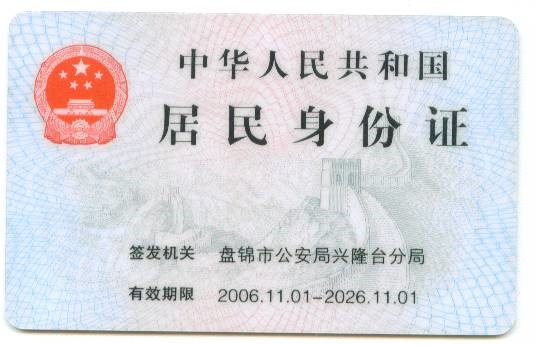 中华人民共和国
居民身份证
签发机关 盘锦市公安局兴隆台分局
有效期限 2006.11.01-2026.11.01